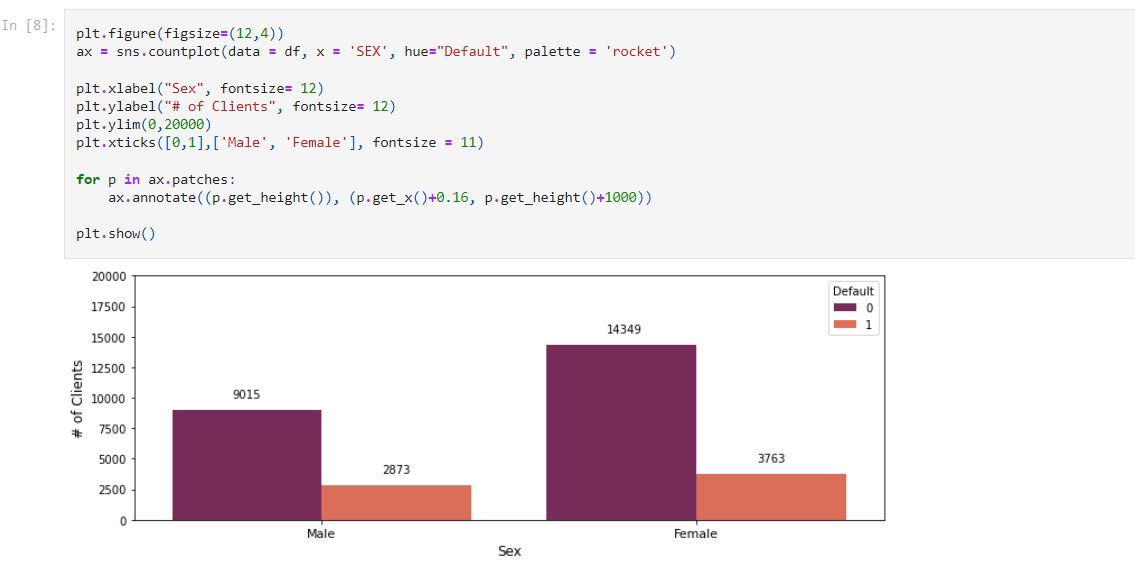 In [8]:
plt.figure(figsize=(12,4))
ax = sns.countplot(data = df, x = 'SEX', hue="Default", palette = 'rocket')
plt.xlabel("Sex", fontsize= 12)
plt.ylabel("# of Clients", fontsize= 12)
plt.ylim(0,20000)
plt.xticks([0,1],['Male', 'Female'], fontsize = 11)
for p in ax.patches:
    ax.annotate((p.get_height()), (p.get_x()+0.16, p.get_height()+1000))
plt.show()
20000
17500
15000
12500
10000
7500
5000
2500
0
# of Clients
Default
0
1
9015
2873
14349
3763
Male
Female
Sex